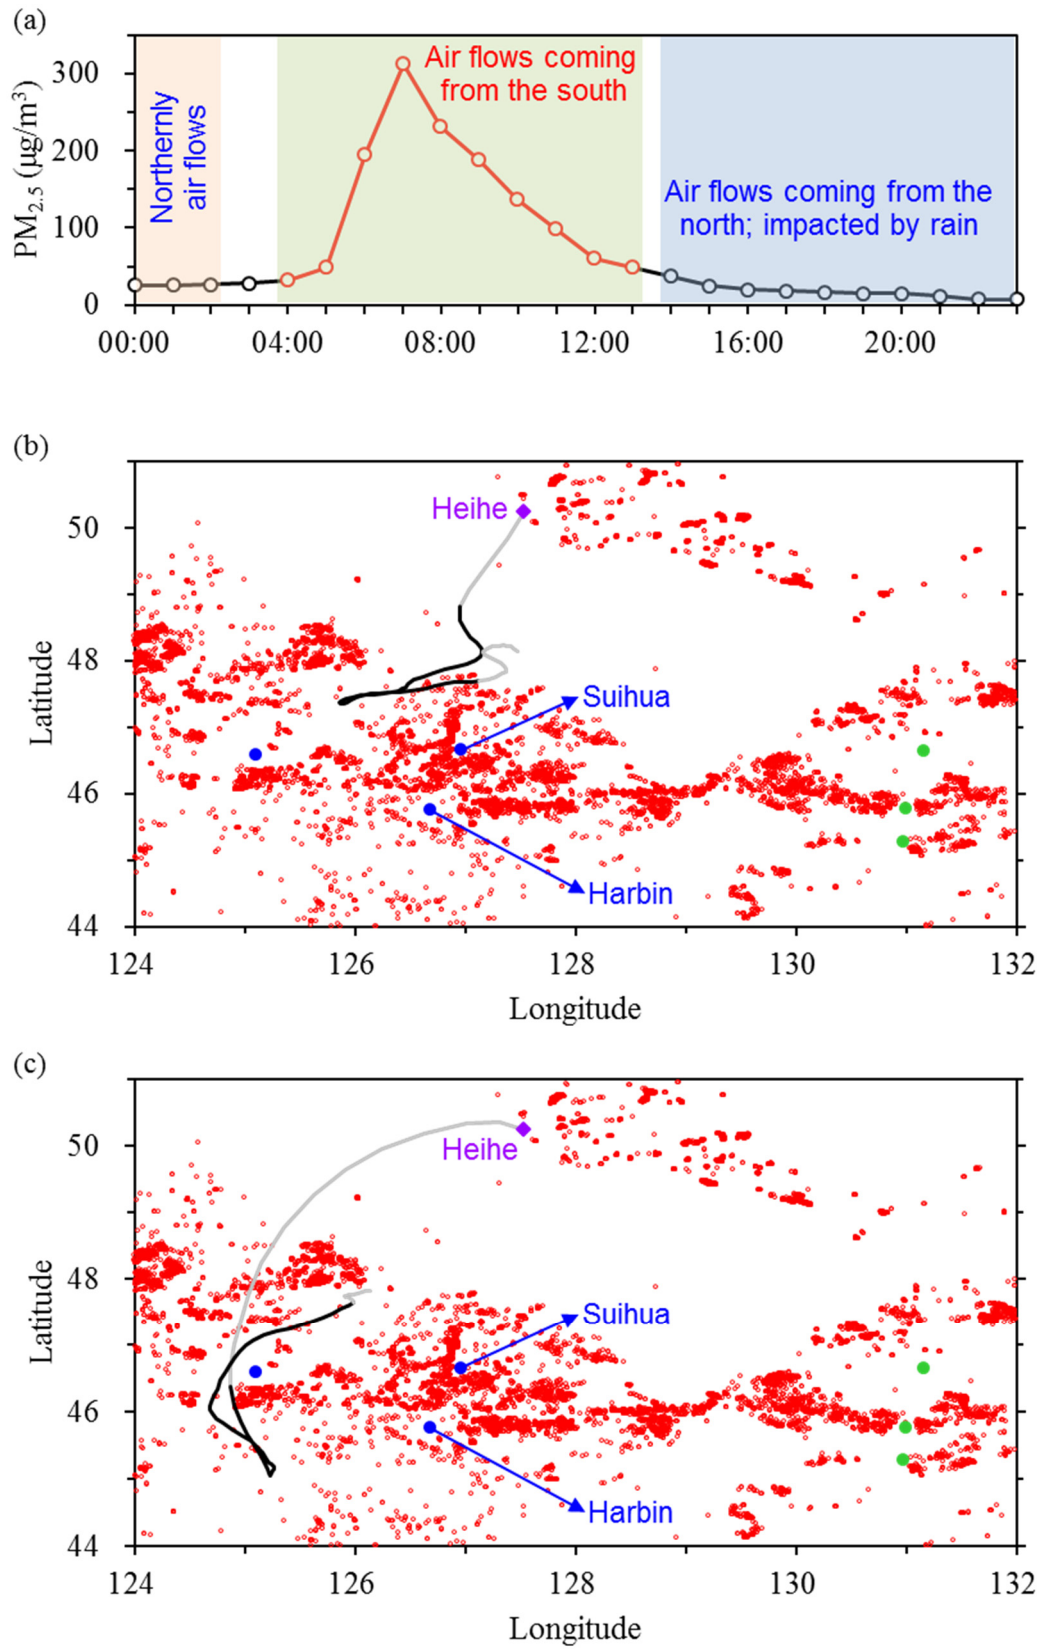 (a)
PM2.5 (μg/m³)
300
200
100
0
Northernly
air flows
Air flows coming
from the south
Air flows coming from the
north; impacted by rain
00:00 04:00 08:00 12:00 16:00 20:00
(b)
Latitude
50
48
46
44
Heihe
Suihua
Harbin
124 126 128 130 132
Longitude
(c)
Latitude
50
48
46
44
Heihe
Suihua
Harbin
124 126 128 130 132
Longitude